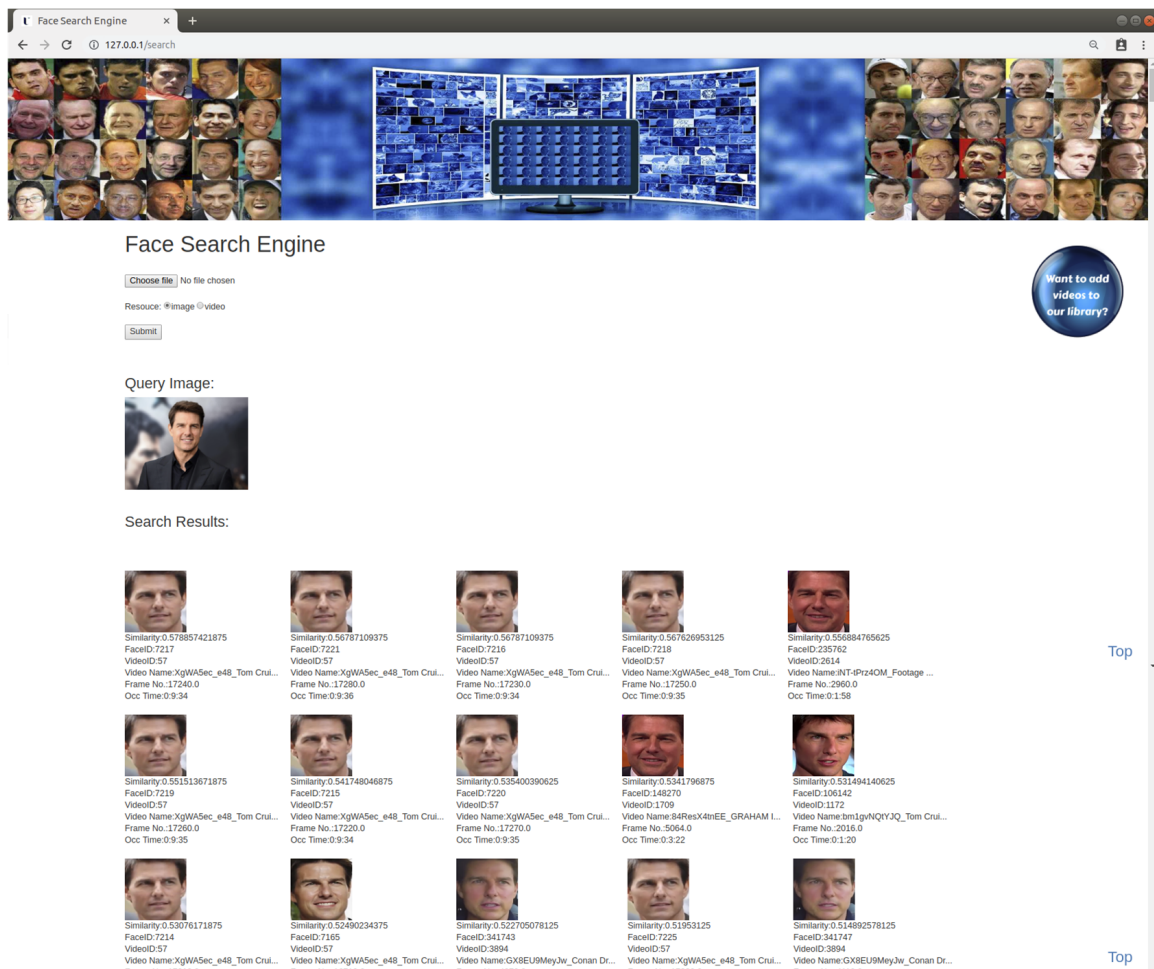 Face Search Engine
127.0.0.1/search
Face Search Engine
Choose file No file chosen
Resouce: image video
Submit
Want to add
videos to
our library?
Query Image:
Search Results:
Similarity:0.578857421875 Similarity:0.56787109375 Similarity:0.56787109375 Similarity:0.567626953125 Similarity:0.556884765625
FaceID:7217 FaceID:7221 FaceID:7216 FaceID:7218 FaceID:235762
VideoID:57 VideoID:57 VideoID:57 VideoID:57 VideoID:2614
Video Name:XgWA5ec_e48_Tom Crui... Video Name:XgWA5ec_e48_Tom Crui... Video Name:XgWA5ec_e48_Tom Crui... Video Name:XgWA5ec_e48_Tom Crui... Video Name:iNT-tPrz4OM_Footage ...
Frame No.:17240.0 Frame No.:17280.0 Frame No.:17230.0 Frame No.:17250.0 Frame No.:2960.0
Occ Time:0:9:34 Occ Time:0:9:36 Occ Time:0:9:34 Occ Time:0:9:35 Occ Time:0:1:58
Top
Similarity:0.551513671875 Similarity:0.541748046875 Similarity:0.535400390625 Similarity:0.5341796875 Similarity:0.531494140625
FaceID:7219 FaceID:7215 FaceID:7220 FaceID:148270 FaceID:106142
VideoID:57 VideoID:57 VideoID:57 VideoID:1709 VideoID:1172
Video Name:XgWA5ec_e48_Tom Crui... Video Name:XgWA5ec_e48_Tom Crui... Video Name:XgWA5ec_e48_Tom Crui... Video Name:84ResX4tnEE_GRAHAM I... Video Name:bm1gvNQtYJQ_Tom Crui...
Frame No.:17260.0 Frame No.:17220.0 Frame No.:17270.0 Frame No.:5064.0 Frame No.:2016.0
Occ Time:0:9:35 Occ Time:0:9:34 Occ Time:0:9:35 Occ Time:0:3:22 Occ Time:0:1:20
Similarity:0.53076171875 Similarity:0.52490234375 Similarity:0.522705078125 Similarity:0.51953125 Similarity:0.514892578125
FaceID:7214 FaceID:7165 FaceID:341743 FaceID:7225 FaceID:341747
VideoID:57 VideoID:57 VideoID:3894 VideoID:57 VideoID:3894
Video Name:XgWA5ec_e48_Tom Crui... Video Name:XgWA5ec_e48_Tom Crui... Video Name:GX8EU9MeyJw_Conan Dr... Video Name:XgWA5ec_e48_Tom Crui... Video Name:GX8EU9MeyJw_Conan Dr...
Top